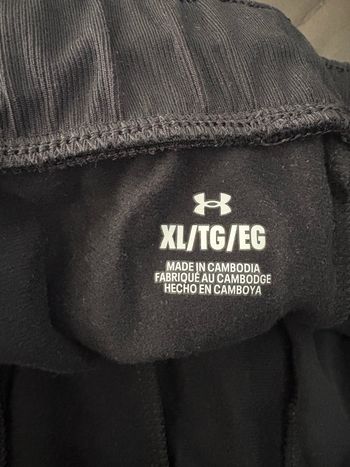 XL/TG/EG
MADE IN CAMBODIA
FABRIQUÉ AU CAMBODGE
HECHO EN CAMBOYA